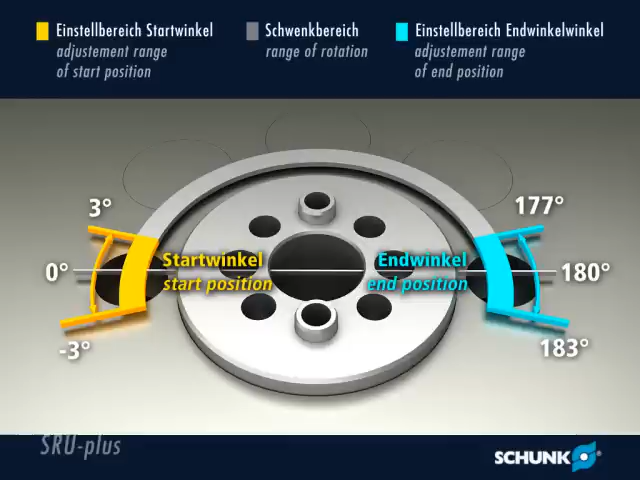 Einstellbereich Startwinkel
adjustement range
of start position
Schwenkbereich
range of rotation
Einstellbereich Endwinkelwinkel
adjustement range
of end position
3°
177°
Startwinkel
start position
Endwinkel
end position
0°
180°
-3°
183°
SRU-plus
SCHUNK